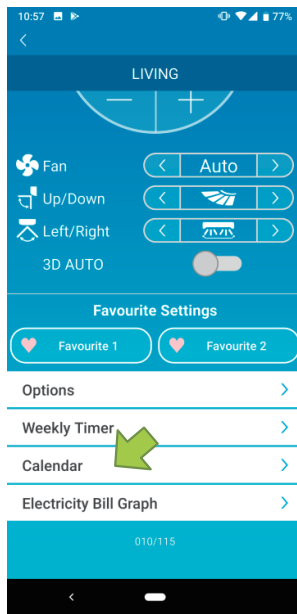 10:57 77%
LIVING
Fan Auto
Up/Down
Left/Right
3D AUTO
Favourite Settings
Favourite 1 Favourite 2
Options
Weekly Timer
Calendar
Electricity Bill Graph
010/115